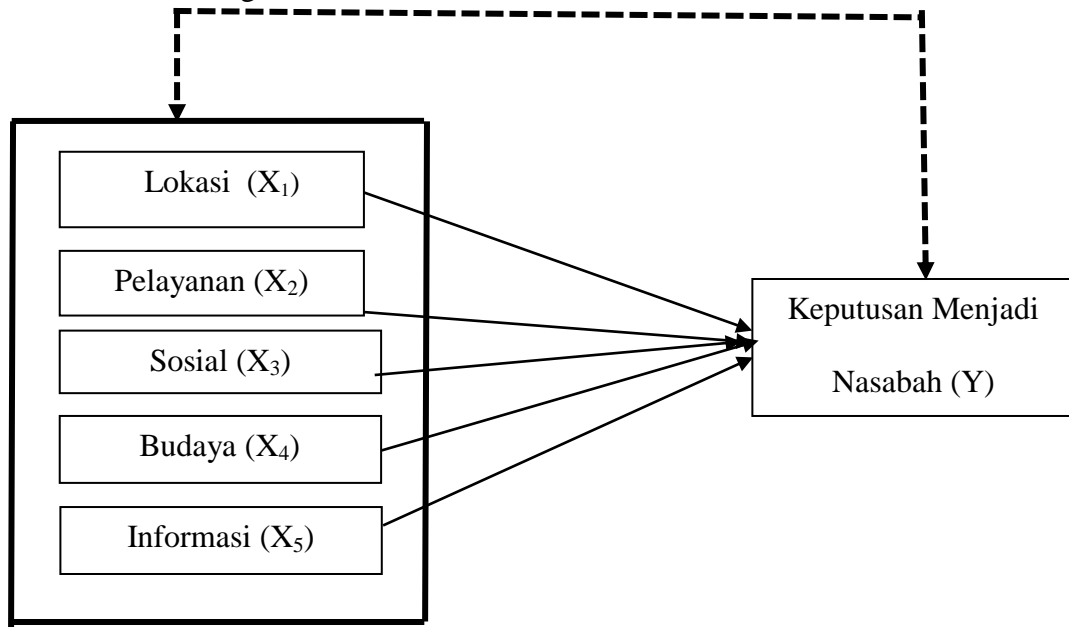 Lokasi (X₁)
Pelayanan (X₂)
Sosial (X₃)
Budaya (X₄)
Informasi (X₅)
Keputusan Menjadi
Nasabah (Y)